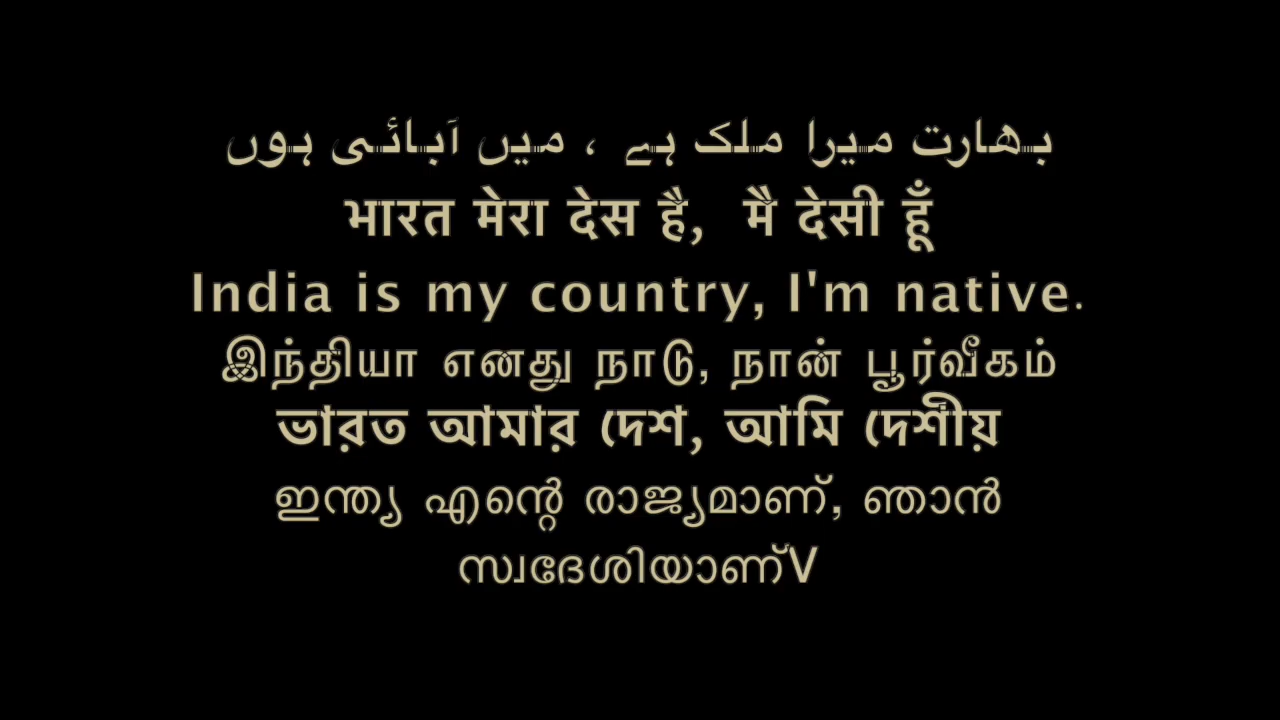 بھارت میرا ملک ہے ، میں آبائی ہوں
भारत मेरा देस है, मै देसी हूँ
India is my country, I'm native.
இந்தியா எனது நாடு, நான் பூர்வீகம்
ভারত আমার দেশ, আমি দেশীয়
ഇന്ത്യ എന്റെ രാജ്യമാണ്, ഞാൻ
സ്വദേശിയാണ്V